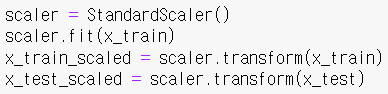 scaler = StandardScaler()
scaler.fit(x_train)
x_train_scaled = scaler.transform(x_train)
x_test_scaled = scaler.transform(x_test)